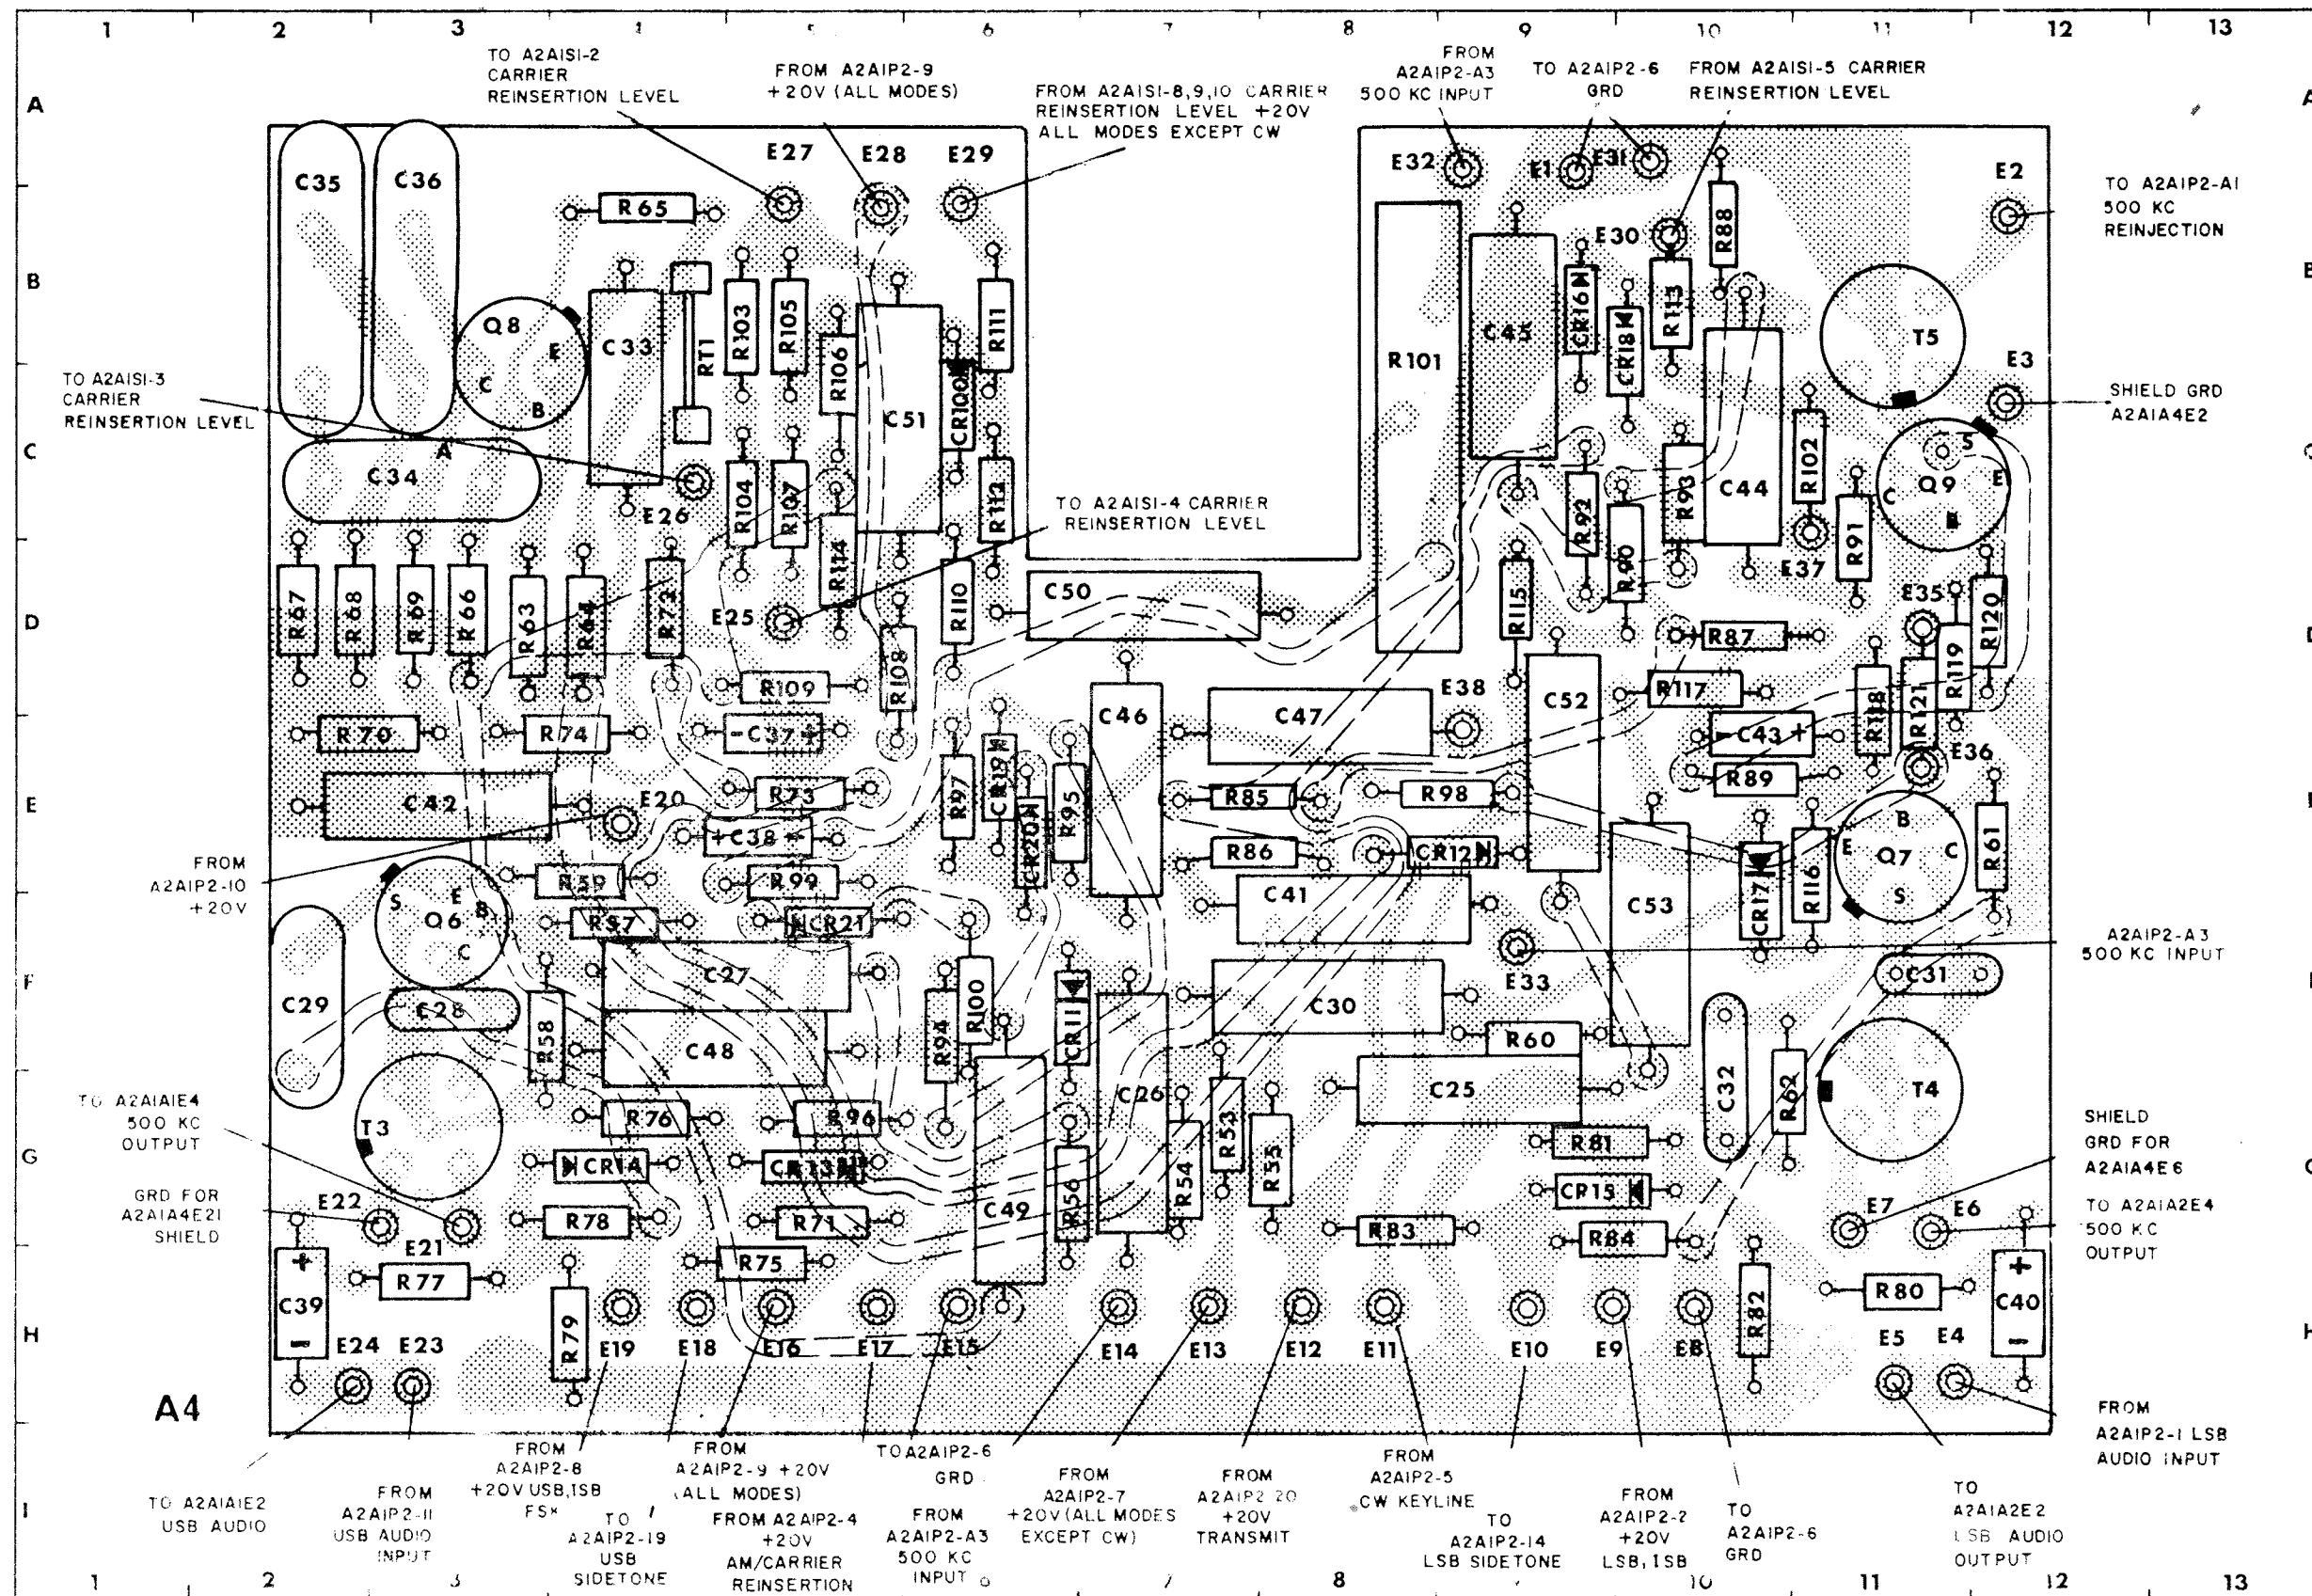 1 2 3 4 5 6 7 8 9 10 11 12 13
A
B
C
D
E
F
G
H
I
TO A2A1S1-2
CARRIER
REINSERTION LEVEL
FROM A2A1P2-9
+20V (ALL MODES)
FROM A2A1S1-8,9,10 CARRIER
REINSERTION LEVEL +20V
ALL MODES EXCEPT CW
FROM
A2A1P2-A3
500 KC INPUT
TO A2A1P2-6
GRD
FROM A2A1S1-5 CARRIER
REINSERTION LEVEL
TO A2A1P2-A1
500 KC
REINJECTION
SHIELD GRD
A2A1A4E2
TO A2A1S1-3
CARRIER
REINSERTION LEVEL
TO A2A1S1-4 CARRIER
REINSERTION LEVEL
C35 C36 R65 E27 E28 E29 E32 E1 E31 R88 E2
E30
Q8 E C B C33 RT1 R103 R105 R106 C51 CR100 R111
R101 C45 CR16 CR18 R113 T5 E3
C34 A E26 R104 R107 R114 R112
R92 R90 R93 C44 R102 R91 S C Q9 E
E37
R67 R68 R69 R66 R63 R64 R72 E25 R110 C50 R115 R87 E35 R119 R120
R109 R108 C46 C47 E38 C52 R117 R118 R121
R70 R74 -C37+ R97 CR19 -C43+ E36
C42 E20 R73 R95 R85 R98 R89
+C38- CR20 R86 CR12 B E Q7 C S R61
FROM
A2A1P2-10
+20V
R59 R99 C41 C53 CR17 R116
S E Q6 B C R57 CR21
A2A1P2-A3
500 KC INPUT
C29 E28 C27 R100 R94 CR11 C30 E33 C31
R58 C48 R60
TO A2A1A1E4
500 KC
OUTPUT
T3 R76 R96 C26 R53 R55 C25 C32 R62 T4
CR14 CR13 R54 R56 R81 CR15
SHIELD
GRD FOR
A2A1A4E6
GRD FOR
A2A1A4E21
SHIELD
E22 E21 R78 R71 C49 R83 R84 E7 E6
TO A2A1A2E4
500 KC
OUTPUT
+ C39 - R77 R75 R79 R82 R80 + C40 -
E24 E23 E19 E18 E16 E17 E15 E14 E13 E12 E11 E10 E9 E8 E5 E4
A4
TO A2A1A1E2
USB AUDIO
FROM
A2A1P2-11
USB AUDIO
INPUT
FROM
A2A1P2-8
+20V USB,ISB
FSK
TO
A2A1P2-19
USB
SIDETONE
FROM
A2A1P2-9 +20V
(ALL MODES)
FROM A2A1P2-4
+20V
AM/CARRIER
REINSERTION
TO A2A1P2-6
GRD
FROM
A2A1P2-A3
500 KC
INPUT
FROM
A2A1P2-7
+20V (ALL MODES
EXCEPT CW)
FROM
A2A1P2-20
+20V
TRANSMIT
FROM
A2A1P2-5
CW KEYLINE
TO
A2A1P2-14
LSB SIDETONE
FROM
A2A1P2-2
+20V
LSB, ISB
TO
A2A1P2-6
GRD
TO
A2A1A2E2
LSB AUDIO
OUTPUT
FROM
A2A1P2-1 LSB
AUDIO INPUT
1 2 3 6 7 8 10 11 12 13